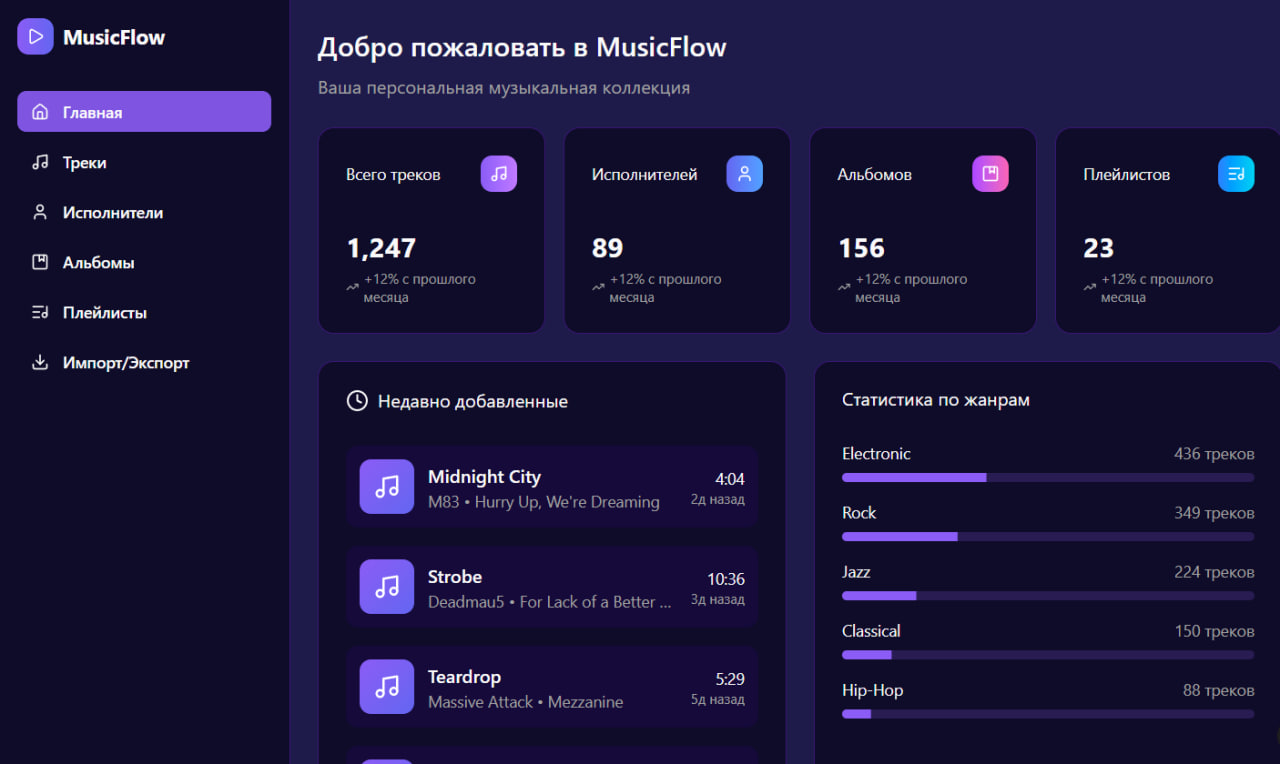 MusicFlow
Главная
Треки
Исполнители
Альбомы
Плейлисты
Импорт/Экспорт
Добро пожаловать в MusicFlow
Ваша персональная музыкальная коллекция
Всего треков
1,247
+12% с прошлого
месяца
Исполнителей
89
+12% с прошлого
месяца
Альбомов
156
+12% с прошлого
месяца
Плейлистов
23
+12% с прошлого
месяца
Недавно добавленные
Midnight City
4:04
M83 • Hurry Up, We're Dreaming
2д назад
Strobe
10:36
Deadmau5 • For Lack of a Better ...
3д назад
Teardrop
5:29
Massive Attack • Mezzanine
5д назад
Статистика по жанрам
Electronic
436 треков
Rock
349 треков
Jazz
224 треков
Classical
150 треков
Hip-Hop
88 треков